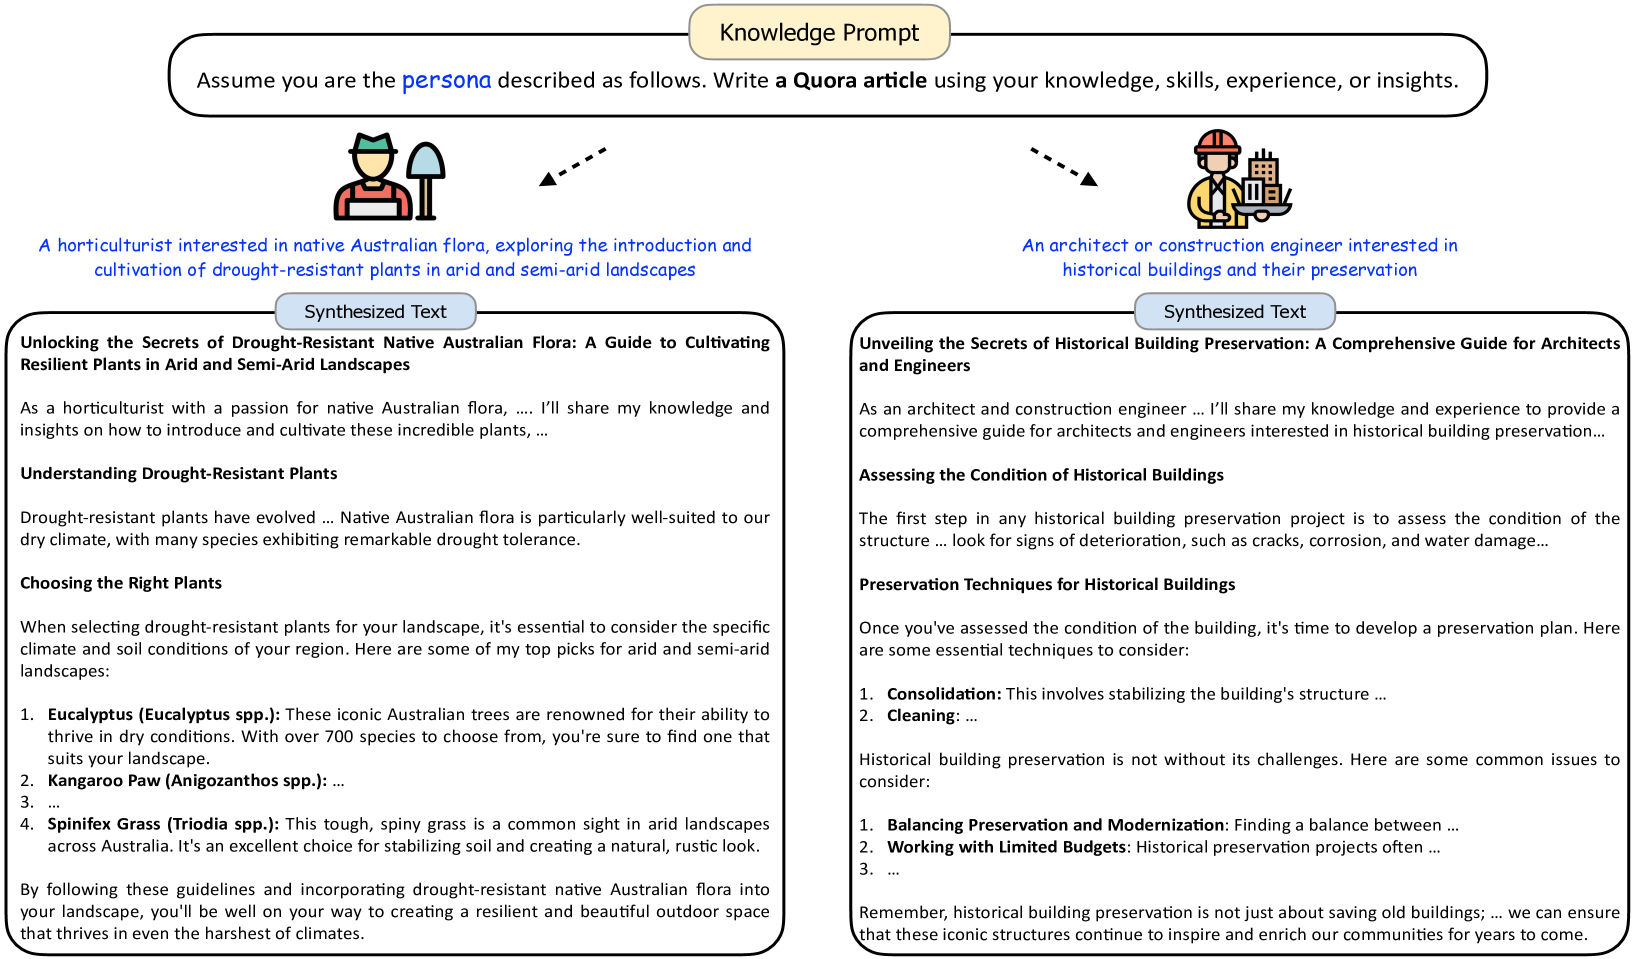 Knowledge Prompt
Assume you are the persona described as follows. Write a Quora article using your knowledge, skills, experience, or insights.
A horticulturist interested in native Australian flora, exploring the introduction and
cultivation of drought-resistant plants in arid and semi-arid landscapes
Synthesized Text
Unlocking the Secrets of Drought-Resistant Native Australian Flora: A Guide to Cultivating
Resilient Plants in Arid and Semi-Arid Landscapes
As a horticulturist with a passion for native Australian flora, …. I’ll share my knowledge and
insights on how to introduce and cultivate these incredible plants, …
Understanding Drought-Resistant Plants
Drought-resistant plants have evolved … Native Australian flora is particularly well-suited to our
dry climate, with many species exhibiting remarkable drought tolerance.
Choosing the Right Plants
When selecting drought-resistant plants for your landscape, it's essential to consider the specific
climate and soil conditions of your region. Here are some of my top picks for arid and semi-arid
landscapes:
1. Eucalyptus (Eucalyptus spp.): These iconic Australian trees are renowned for their ability to
thrive in dry conditions. With over 700 species to choose from, you're sure to find one that
suits your landscape.
2. Kangaroo Paw (Anigozanthos spp.): …
3. …
4. Spinifex Grass (Triodia spp.): This tough, spiny grass is a common sight in arid landscapes
across Australia. It's an excellent choice for stabilizing soil and creating a natural, rustic look.
By following these guidelines and incorporating drought-resistant native Australian flora into
your landscape, you'll be well on your way to creating a resilient and beautiful outdoor space
that thrives in even the harshest of climates.
An architect or construction engineer interested in
historical buildings and their preservation
Synthesized Text
Unveiling the Secrets of Historical Building Preservation: A Comprehensive Guide for Architects
and Engineers
As an architect and construction engineer … I’ll share my knowledge and experience to provide a
comprehensive guide for architects and engineers interested in historical building preservation…
Assessing the Condition of Historical Buildings
The first step in any historical building preservation project is to assess the condition of the
structure … look for signs of deterioration, such as cracks, corrosion, and water damage…
Preservation Techniques for Historical Buildings
Once you've assessed the condition of the building, it's time to develop a preservation plan. Here
are some essential techniques to consider:
1. Consolidation: This involves stabilizing the building's structure …
2. Cleaning: …
Historical building preservation is not without its challenges. Here are some common issues to
consider:
1. Balancing Preservation and Modernization: Finding a balance between …
2. Working with Limited Budgets: Historical preservation projects often …
3. …
Remember, historical building preservation is not just about saving old buildings; … we can ensure
that these iconic structures continue to inspire and enrich our communities for years to come.